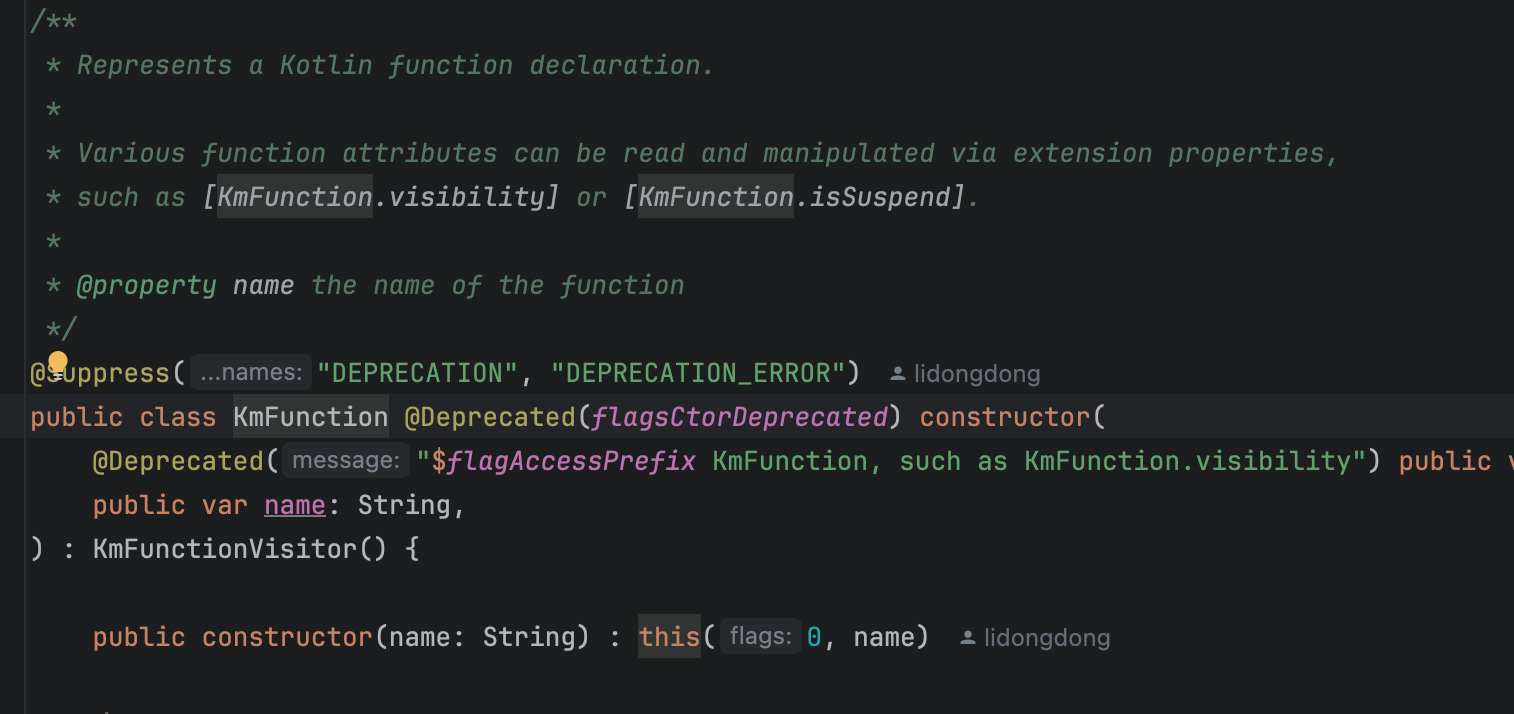 /**
* Represents a Kotlin function declaration.
*
* Various function attributes can be read and manipulated via extension properties,
* such as [KmFunction.visibility] or [KmFunction.isSuspend].
*
* @property name the name of the function
*/
@Suppress(...names: "DEPRECATION", "DEPRECATION_ERROR") lidongdong
public class KmFunction @Deprecated(flagsCtorDeprecated) constructor(
@Deprecated(message: "$flagAccessPrefix KmFunction, such as KmFunction.visibility") public
public var name: String,
) : KmFunctionVisitor() {
public constructor(name: String) : this(flags: 0, name) lidongdong